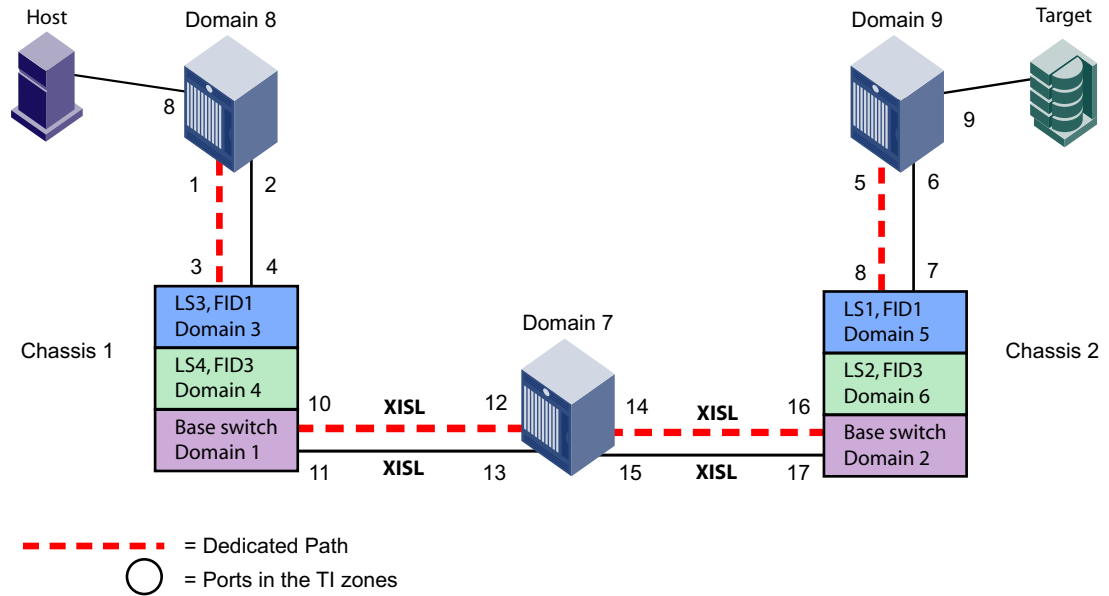 Host
Domain 8
Domain 9
Target
8
9
1
2
5
6
3
4
8
7
LS3, FID1
Domain 3
LS1, FID1
Domain 5
Chassis 1
Domain 7
Chassis 2
LS4, FID3
Domain 4
LS2, FID3
Domain 6
10
XISL
12
14
XISL
16
Base switch
Domain 1
Base switch
Domain 2
11
XISL
13
15
XISL
17
= Dedicated Path
= Ports in the TI zones